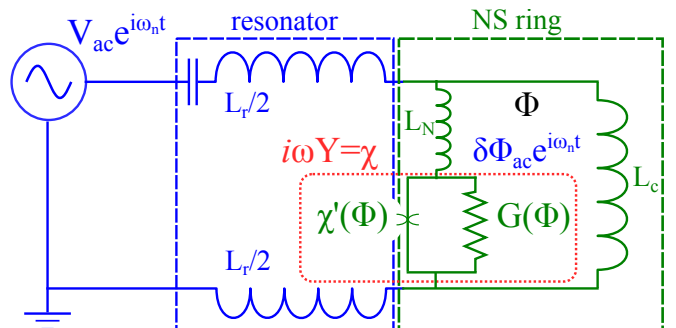 V_ac e^{iω_n t}
resonator
NS ring
L_r/2
L_N
Φ
iωY=χ
δΦ_ac e^{iω_n t}
L_c
χ'(Φ)
G(Φ)
L_r/2